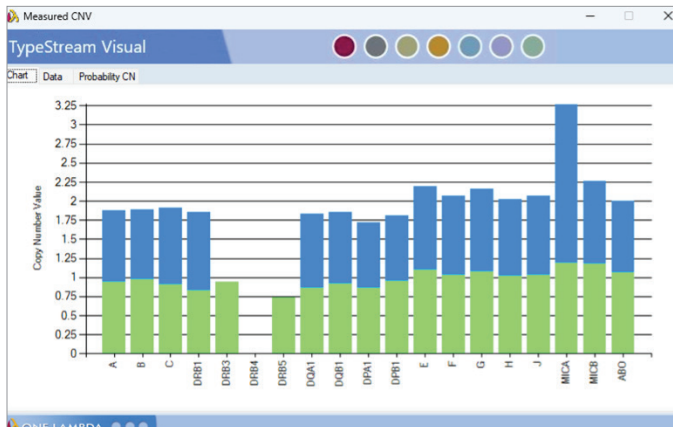 Measured CNV
TypeStream Visual
Chart Data Probability CN
3.25
3
2.75
2.5
2.25
2
1.75
1.5
1.25
1
0.75
0.5
0.25
0
Copy Number Value
A B C DRB1 DRB3 DRB4 DRB5 DQA1 DQB1 DPA1 DPB1 E F G H J MICA MICB ABO
ONE LAMBDA